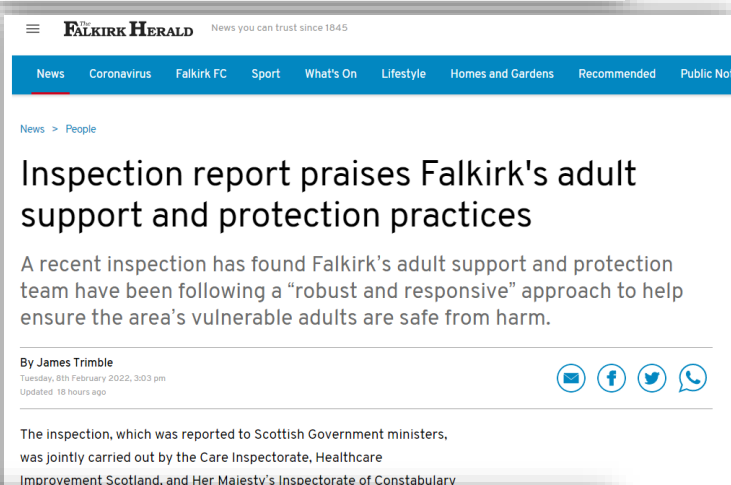 The
FALKIRK HERALD News you can trust since 1845
News Coronavirus Falkirk FC Sport What's On Lifestyle Homes and Gardens Recommended Public Not
News > People
Inspection report praises Falkirk's adult
support and protection practices
A recent inspection has found Falkirk's adult support and protection
team have been following a “robust and responsive” approach to help
ensure the area's vulnerable adults are safe from harm.
By James Trimble
Tuesday, 8th February 2022, 3:03 pm
Updated 18 hours ago
The inspection, which was reported to Scottish Government ministers,
was jointly carried out by the Care Inspectorate, Healthcare
Improvement Scotland, and Her Majesty's Inspectorate of Constabulary